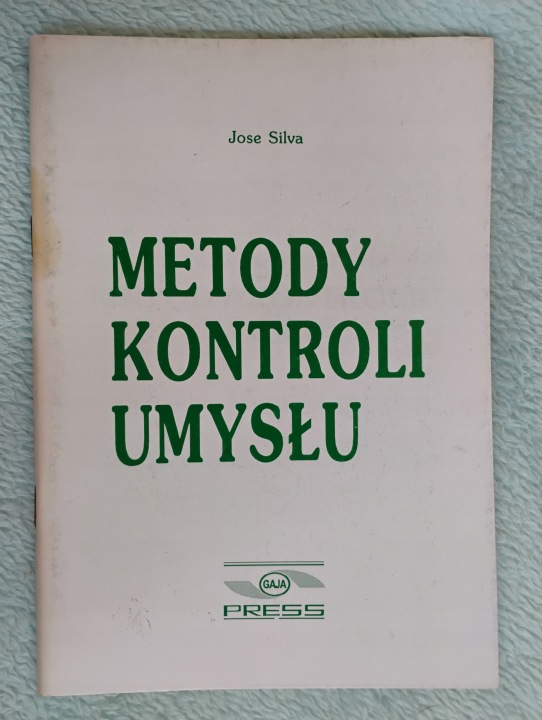 Jose Silva
METODY
KONTROLI
UMYSŁU
GAJA
PRESS